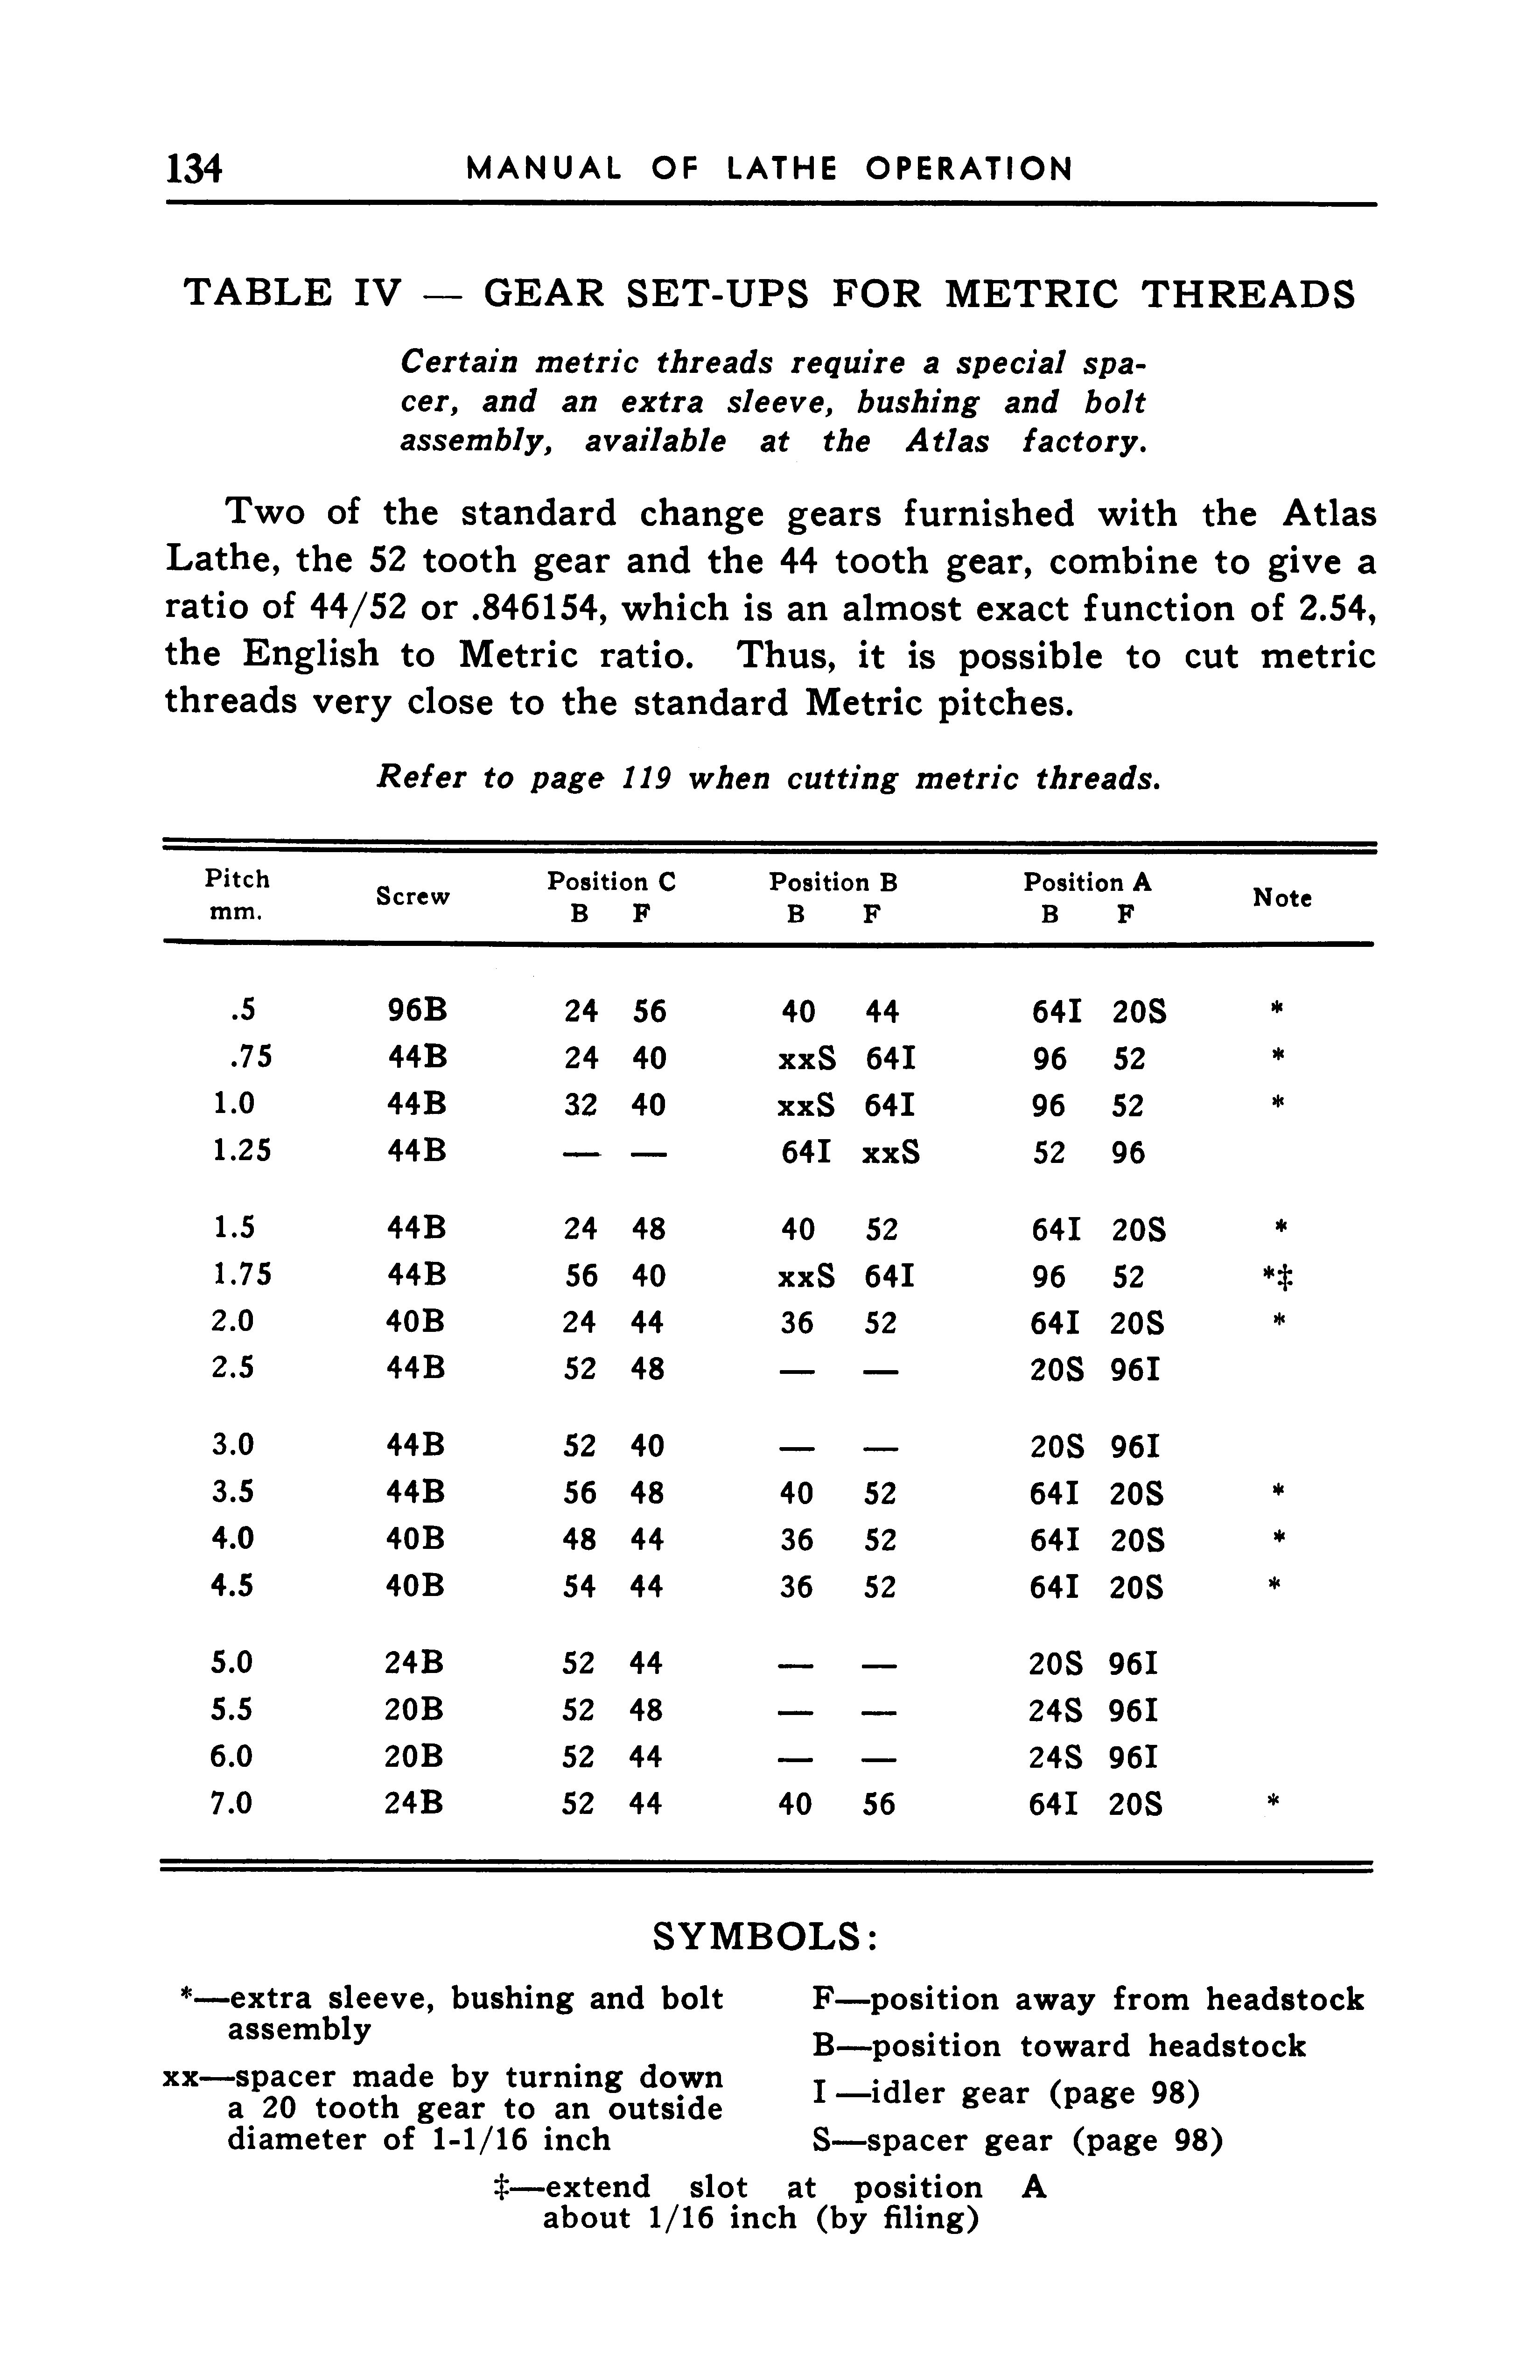 134 MANUAL OF LATHE OPERATION
TABLE IV — GEAR SET-UPS FOR METRIC THREADS
Certain metric threads require a special spa-
cer, and an extra sleeve, bushing and bolt
assembly, available at the Atlas factory.
Two of the standard change gears furnished with the Atlas
Lathe, the 52 tooth gear and the 44 tooth gear, combine to give a
ratio of 44/52 or .846154, which is an almost exact function of 2.54,
the English to Metric ratio. Thus, it is possible to cut metric
threads very close to the standard Metric pitches.
Refer to page 119 when cutting metric threads.
Pitch mm. Screw Position C Position B Position A Note
B F B F B F
.5 96B 24 56 40 44 64I 20S *
.75 44B 24 40 xxS 64I 96 52 *
1.0 44B 32 40 xxS 64I 96 52 *
1.25 44B — — 64I xxS 52 96
1.5 44B 24 48 40 52 64I 20S *
1.75 44B 56 40 xxS 64I 96 52 *‡
2.0 40B 24 44 36 52 64I 20S *
2.5 44B 52 48 — — 20S 96I
3.0 44B 52 40 — — 20S 96I
3.5 44B 56 48 40 52 64I 20S *
4.0 40B 48 44 36 52 64I 20S *
4.5 40B 54 44 36 52 64I 20S *
5.0 24B 52 44 — — 20S 96I
5.5 20B 52 48 — — 24S 96I
6.0 20B 52 44 — — 24S 96I
7.0 24B 52 44 40 56 64I 20S *
SYMBOLS:
*—extra sleeve, bushing and bolt
assembly
xx—spacer made by turning down
a 20 tooth gear to an outside
diameter of 1-1/16 inch
F—position away from headstock
B—position toward headstock
I—idler gear (page 98)
S—spacer gear (page 98)
‡—extend slot at position A
about 1/16 inch (by filing)